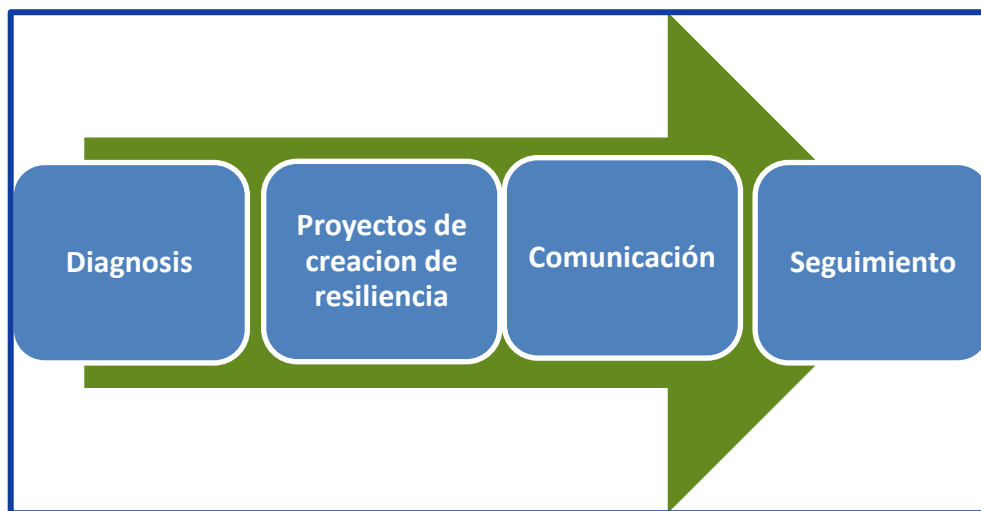 Diagnosis
Proyectos de
creacion de
resiliencia
Comunicación
Seguimiento